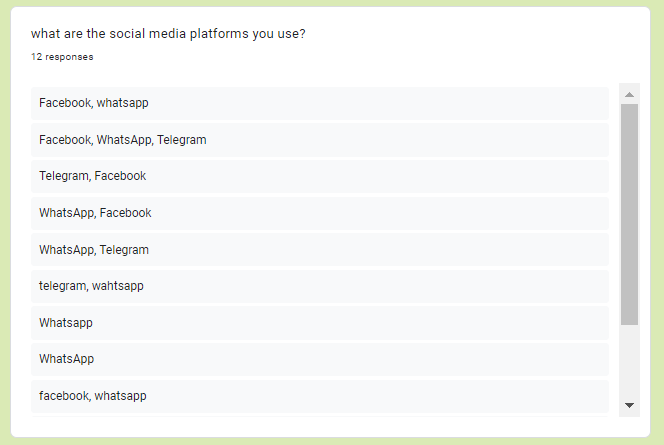 what are the social media platforms you use?
12 responses
Facebook, whatsapp
Facebook, WhatsApp, Telegram
Telegram, Facebook
WhatsApp, Facebook
WhatsApp, Telegram
telegram, wahtsapp
Whatsapp
WhatsApp
facebook, whatsapp